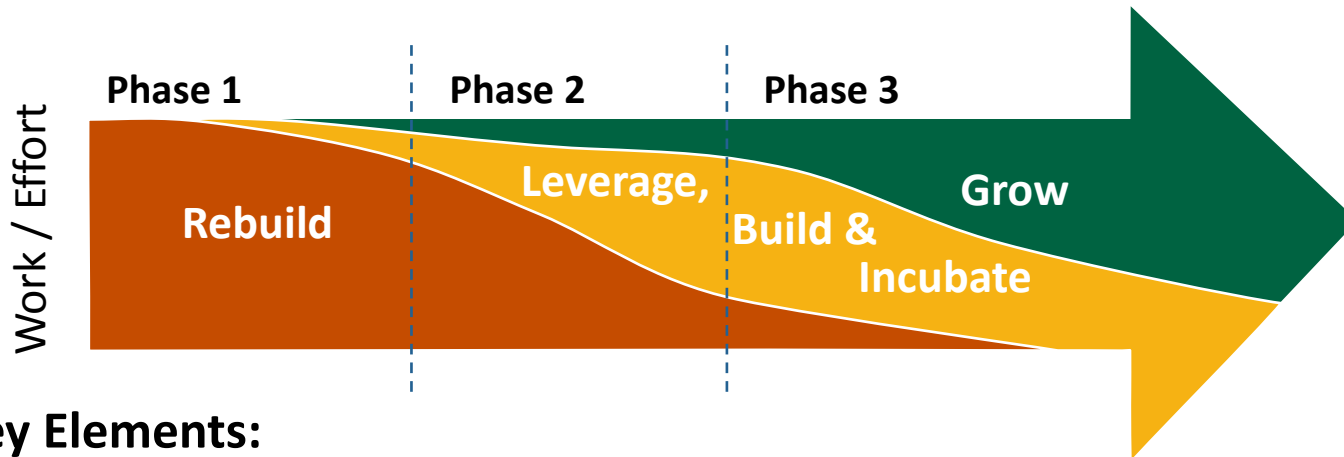 Phase 1
Phase 2
Phase 3
Work / Effort
Rebuild
Leverage,
Build &
Incubate
Grow
ey Elements: